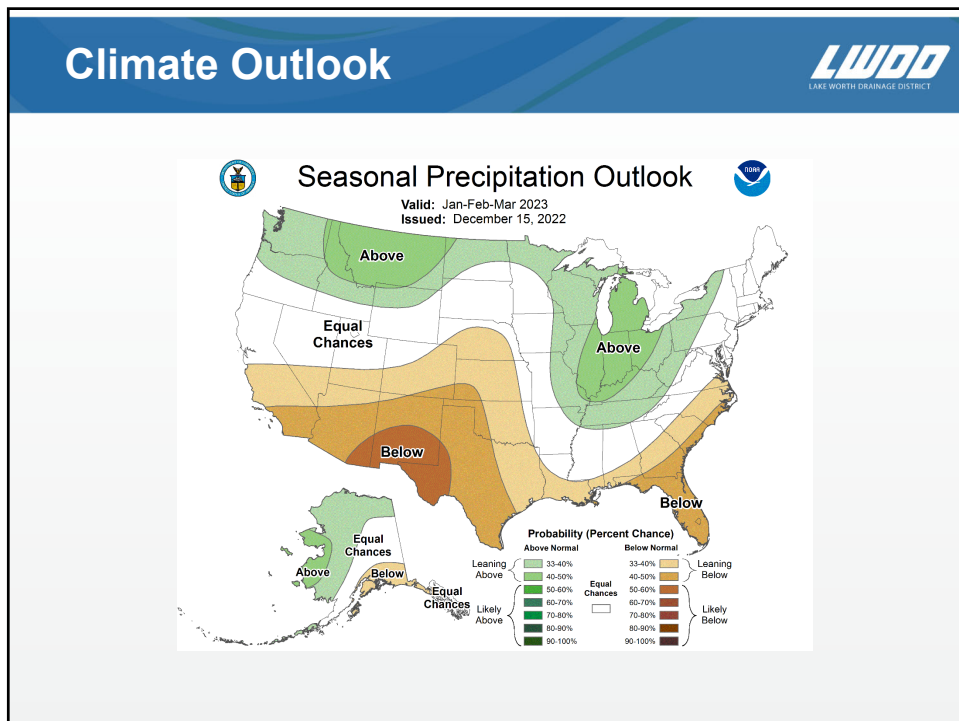 Climate Outlook
LWDD
LAKE WORTH DRAINAGE DISTRICT
NOAA
Seasonal Precipitation Outlook
Valid: Jan-Feb-Mar 2023
Issued: December 15, 2022
Above
Equal
Chances
Above
Below
Below
Equal
Chances
Above
Below
Equal
Chances
Probability (Percent Chance)
Above Normal
Below Normal
Leaning
Above
33-40%
40-50%
50-60%
60-70%
70-80%
80-90%
90-100%
Likely
Above
Equal
Chances
33-40%
40-50%
50-60%
60-70%
70-80%
80-90%
90-100%
Leaning
Below
Likely
Below